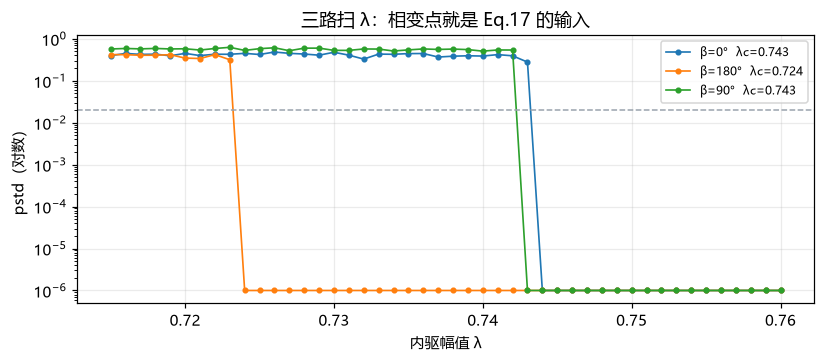 三路扫 λ：相变点就是 Eq.17 的输入
pstd（对数）
10⁰
10⁻¹
10⁻²
10⁻³
10⁻⁴
10⁻⁵
10⁻⁶
β=0° λc=0.743
β=180° λc=0.724
β=90° λc=0.743
0.72
0.73
0.74
0.75
0.76
内驱幅值 λ